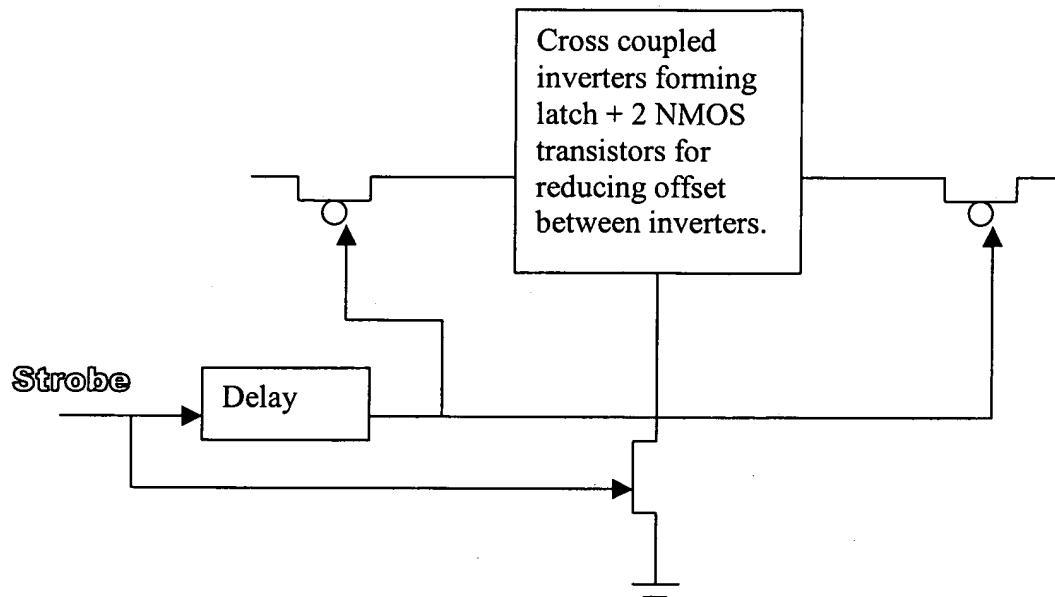 Cross coupled
inverters forming
latch + 2 NMOS
transistors for
reducing offset
between inverters.
Strobe
Delay